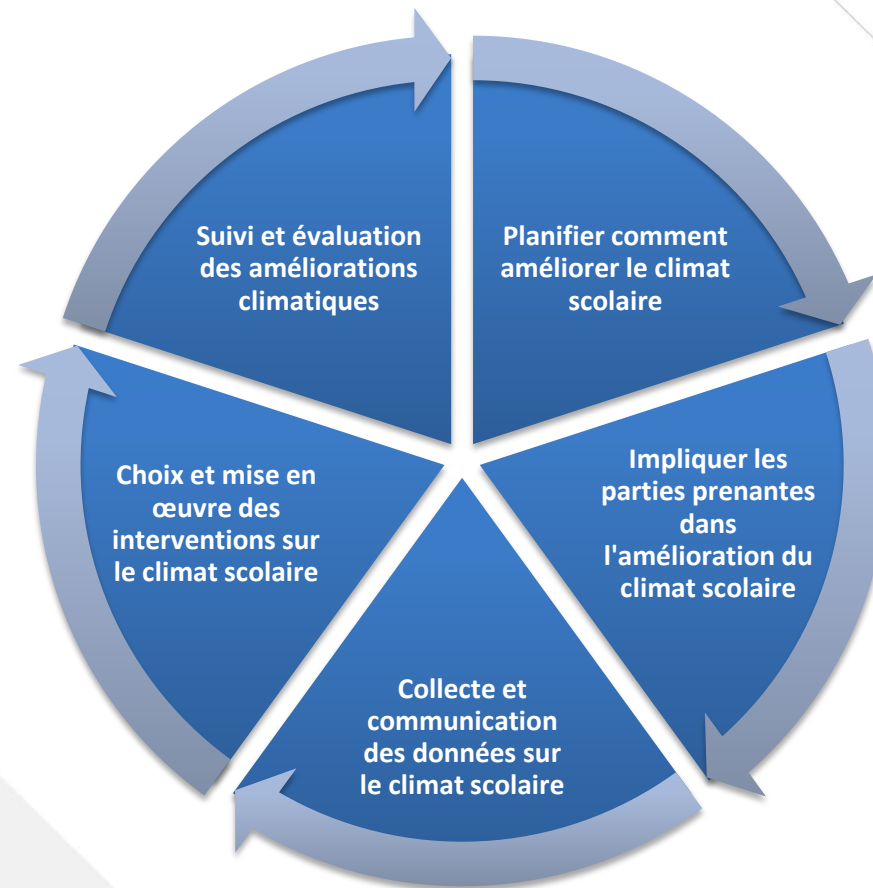 Planifier comment
améliorer le climat
scolaire
Impliquer les
parties prenantes
dans
l'amélioration du
climat scolaire
Collecte et
communication
des données sur
le climat scolaire
Choix et mise en
œuvre des
interventions sur
le climat scolaire
Suivi et évaluation
des améliorations
climatiques